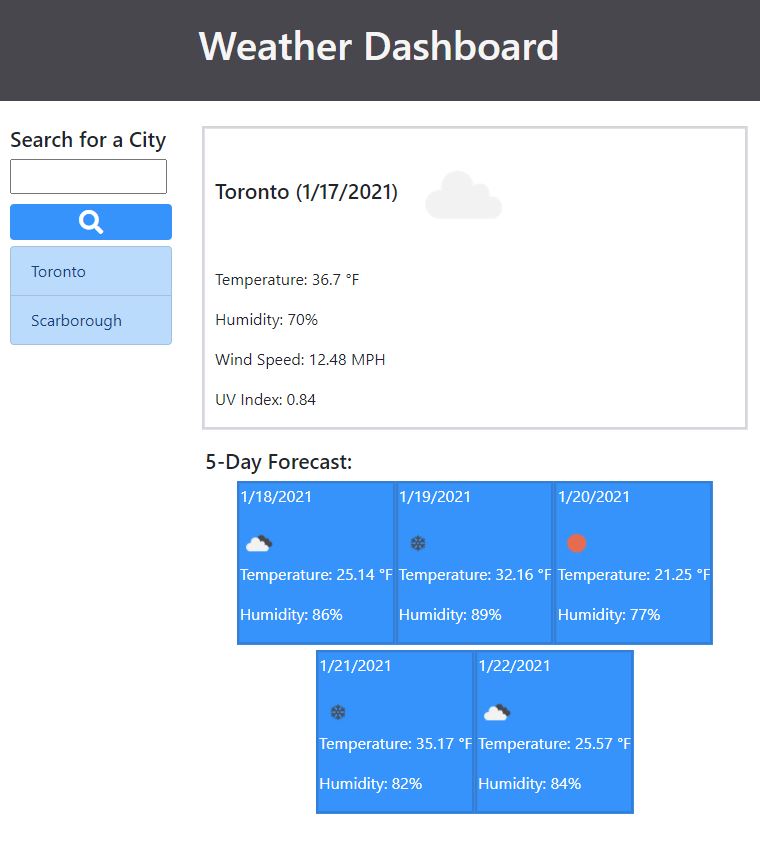 Weather Dashboard
Search for a City
Toronto
Scarborough
Toronto (1/17/2021)
Temperature: 36.7 °F
Humidity: 70%
Wind Speed: 12.48 MPH
UV Index: 0.84
5-Day Forecast:
1/18/2021
Temperature: 25.14 °F
Humidity: 86%
1/19/2021
Temperature: 32.16 °F
Humidity: 89%
1/20/2021
Temperature: 21.25 °F
Humidity: 77%
1/21/2021
Temperature: 35.17 °F
Humidity: 82%
1/22/2021
Temperature: 25.57 °F
Humidity: 84%